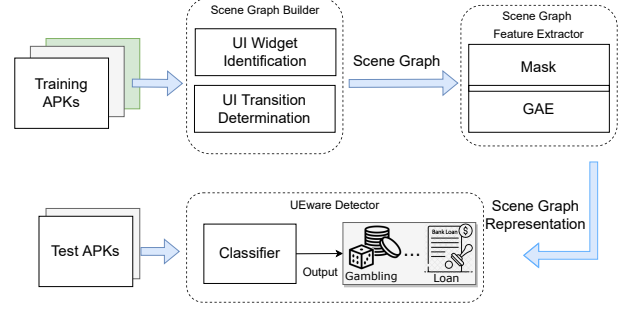 Scene Graph Builder
UI Widget
Identification
UI Transition
Determination
Training
APKs
Scene Graph
Scene Graph
Feature Extractor
Mask
GAE
Scene Graph
Representation
UEware Detector
Test APKs
Classifier
Output
Gambling
...
Bank Loan
$
Loan